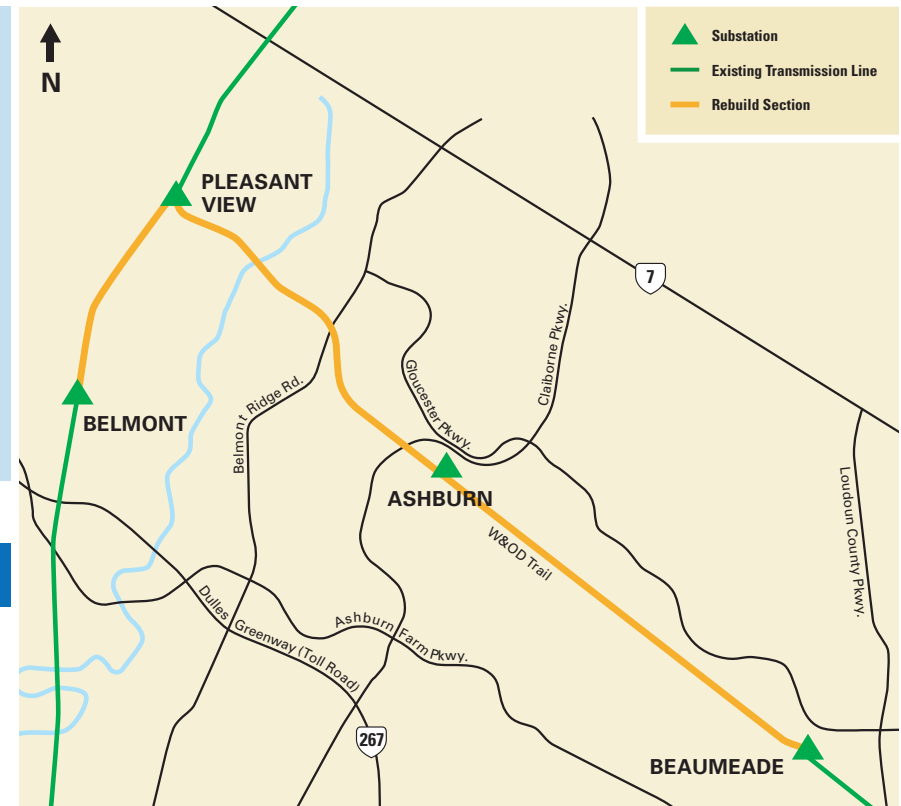 N
Substation
Existing Transmission Line
Rebuild Section
PLEASANT
VIEW
7
Claiborne Pkwy.
Gloucester Pkwy.
Belmont Ridge Rd.
BELMONT
ASHBURN
Loudoun County Pkwy.
W&OD Trail
Dulles Greenway (Toll Road)
Ashburn Farm Pkwy.
267
BEAUMEADE